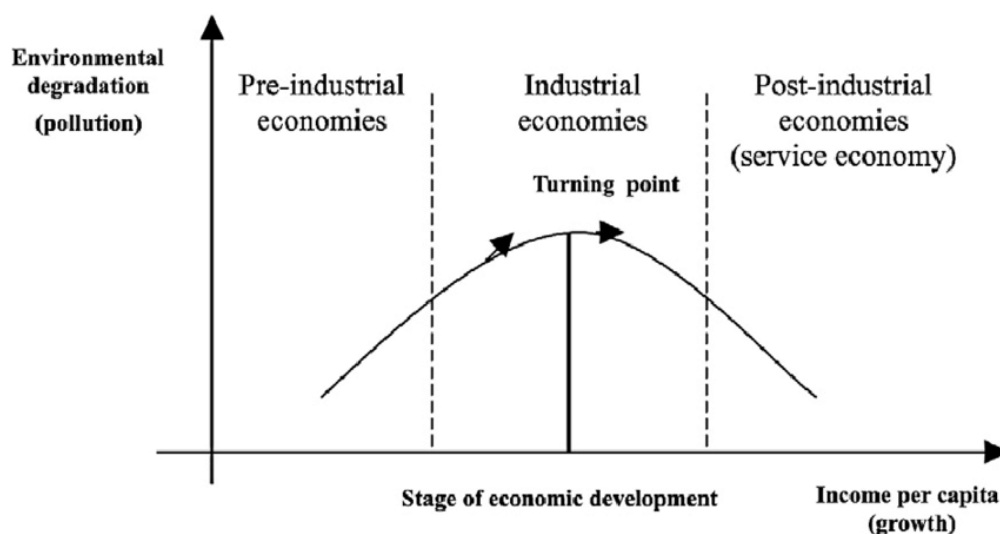 Environmental
degradation
(pollution)
Pre-industrial
economies
Industrial
economies
Post-industrial
economies
(service economy)
Turning point
Stage of economic development
Income per capita
(growth)